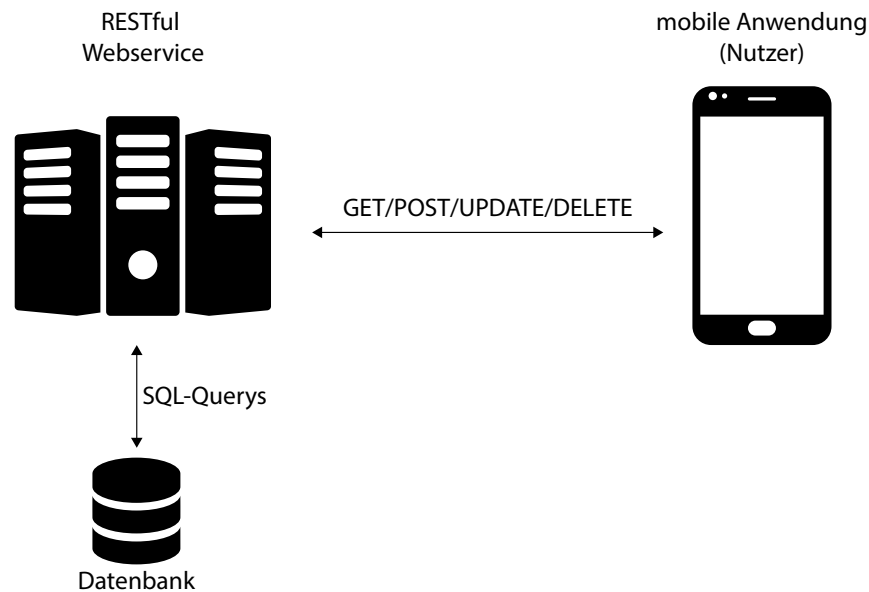 RESTful
Webservice
mobile Anwendung
(Nutzer)
GET/POST/UPDATE/DELETE
SQL-Querys
Datenbank